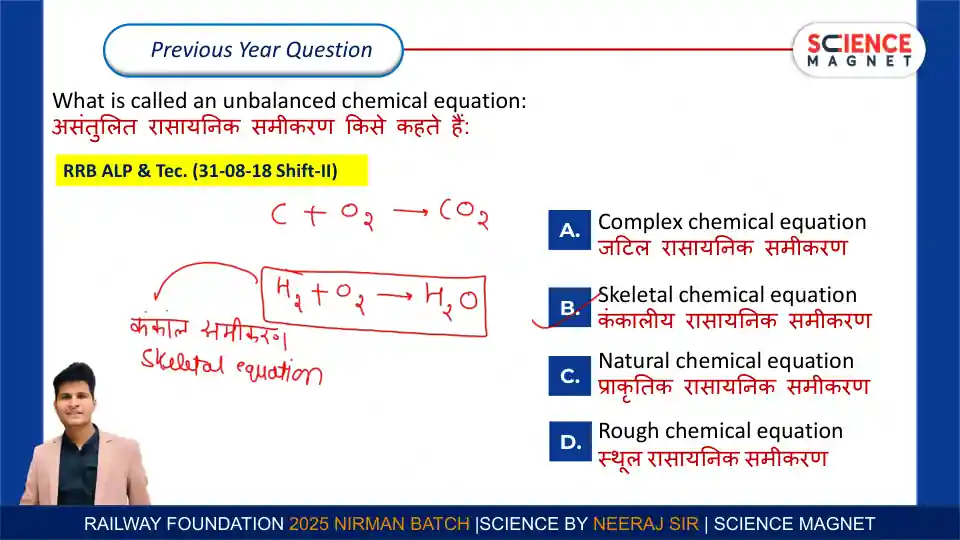 Previous Year Question
SCIENCE
MAGNET
What is called an unbalanced chemical equation:
असंतुलित रासायनिक समीकरण किसे कहते हैं:
RRB ALP & Tec. (31-08-18 Shift-II)
C + O₂ → CO₂
H₂ + O₂ → H₂O
कंकाल समीकरण
Skeletal equation
A. Complex chemical equation
जटिल रासायनिक समीकरण
B. Skeletal chemical equation
कंकालीय रासायनिक समीकरण
C. Natural chemical equation
प्राकृतिक रासायनिक समीकरण
D. Rough chemical equation
स्थूल रासायनिक समीकरण
RAILWAY FOUNDATION 2025 NIRMAN BATCH |SCIENCE BY NEERAJ SIR | SCIENCE MAGNET